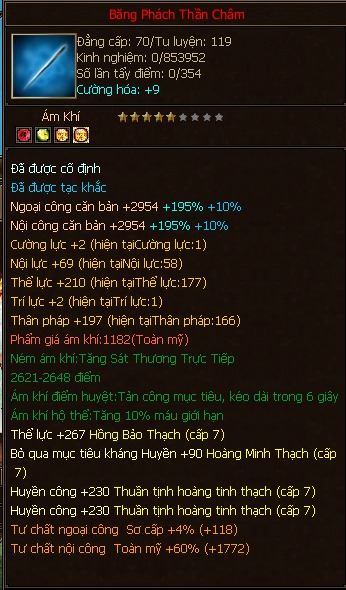 Băng Phách Thần Châm
Đẳng cấp: 70/Tu luyện: 119
Kinh nghiệm: 0/853952
Số lần tẩy điểm: 0/354
Cường hóa: +9
Ám Khí
Đã được cố định
Đã được tạc khắc
Ngoại công căn bản +2954 +195% +10%
Nội công căn bản +2954 +195% +10%
Cường lực +2 (hiện tạiCường lực:1)
Nội lực +69 (hiện tạiNội lực:58)
Thể lực +210 (hiện tạiThể lực:177)
Trí lực +2 (hiện tạiTrí lực:1)
Thân pháp +197 (hiện tạiThân pháp:166)
Phẩm giá ám khí:1182(Toàn mỹ)
Ném ám khí:Tăng Sát Thương Trực Tiếp
2621-2648 điểm
Ám khí điểm huyệt:Tấn công mục tiêu, kéo dài trong 6 giây
Ám khí hộ thể:Tăng 10% máu giới hạn
Thể lực +267 Hồng Bảo Thạch (cấp 7)
Bỏ qua mục tiêu kháng Huyền +90 Hoàng Minh Thạch (cấp
7)
Huyền công +230 Thuần tịnh hoàng tinh thạch (cấp 7)
Huyền công +230 Thuần tịnh hoàng tinh thạch (cấp 7)
Tư chất ngoại công Sơ cấp +4% (+118)
Tư chất nội công Toàn mỹ +60% (+1772)